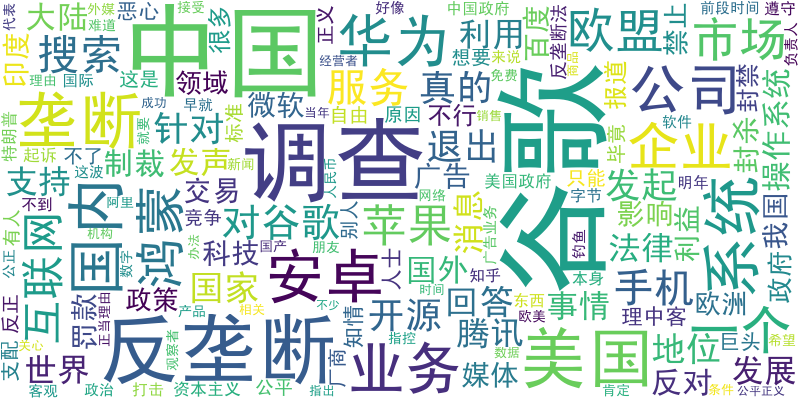 代表 外媒 恶心 接受 好像 中国政府 前段时间 遵守
难道 大陆 很多 正义 经营者 利用 百度 欧盟 禁止 市场 负责人
印度 搜索 中国 华为 想要 来说 反垄断法
理由 国际 这是 领域 服务 真的 免费 商品 报道 封禁
特朗普 垄断 成功 早就 微软 自由 原因 不行 销售 谷歌 公司 软件 操作系统
起诉 不了 就要 针对 标准 当年 调查 退出 企业 毕竟 封杀
这波 制裁 发声 新闻 人民币 广告 美国政府 只能 明年
支持 不到 阿里 交易 网络 发起 字节 系统
有人 互联网 国内 鸿蒙 机构 竞争 对谷歌 别人 苹果 消息 广告业务 钓鱼 影响 利益 我国
公正 办法 科技 国产 朋友 人士 国外 知乎 本身 法律 政府
反正 罚款 数字 国家 安卓 回答 东西 事情 手机 欧洲
支配 正当理由 政策 产品 相关 不少 时间 开源 欧美 理中客 一个
关心 观察者 知情 指控 腾讯 美国 地位 巨头 希望
世界 反垄断 厂商 业务 数据 媒体 反对 发展
客观 政治 打击 资本主义 公平 指出 肯定 条件 公平正义